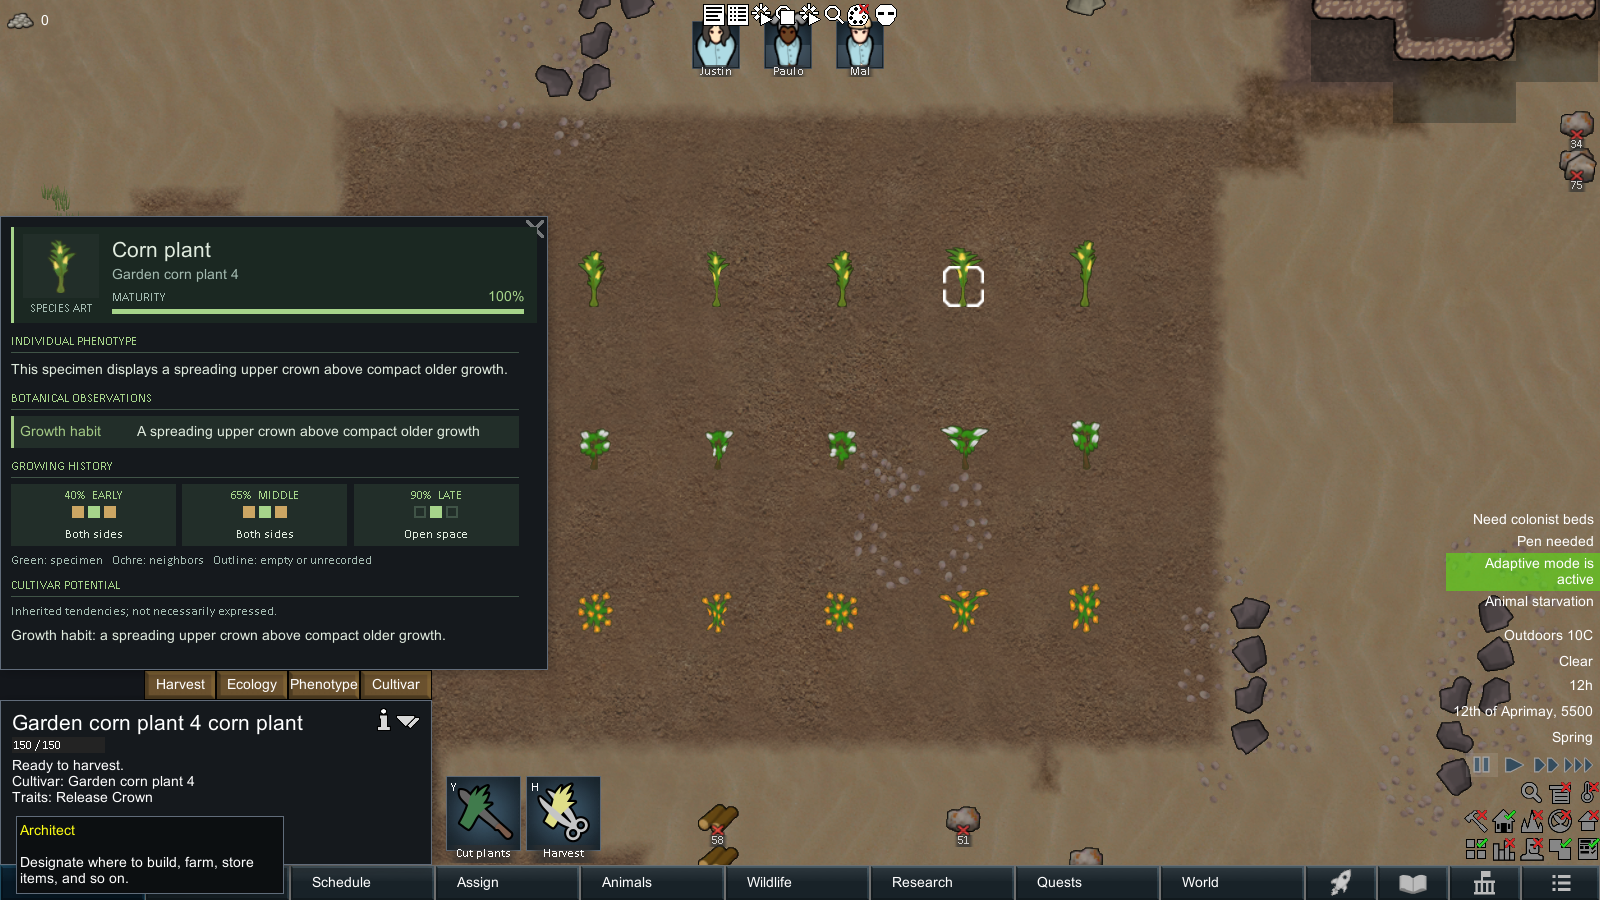 0
Justin
Paulo
Mal
34
75
Corn plant
Garden corn plant 4
MATURITY
100%
SPECIES ART
INDIVIDUAL PHENOTYPE
This specimen displays a spreading upper crown above compact older growth.
BOTANICAL OBSERVATIONS
Growth habit
A spreading upper crown above compact older growth
GROWING HISTORY
40% EARLY
65% MIDDLE
90% LATE
Both sides
Both sides
Open space
Green: specimen Ochre: neighbors Outline: empty or unrecorded
CULTIVAR POTENTIAL
Inherited tendencies; not necessarily expressed.
Growth habit: a spreading upper crown above compact older growth.
Harvest
Ecology
Phenotype
Cultivar
Garden corn plant 4 corn plant
150 / 150
Ready to harvest.
Cultivar: Garden corn plant 4
Traits: Release Crown
Architect
Designate where to build, farm, store
items, and so on.
Y
Cut plants
H
Harvest
58
51
Need colonist beds
Pen needed
Adaptive mode is
active
Animal starvation
Outdoors 10C
Clear
12h
12th of Aprimay, 5500
Spring
Schedule
Assign
Animals
Wildlife
Research
Quests
World